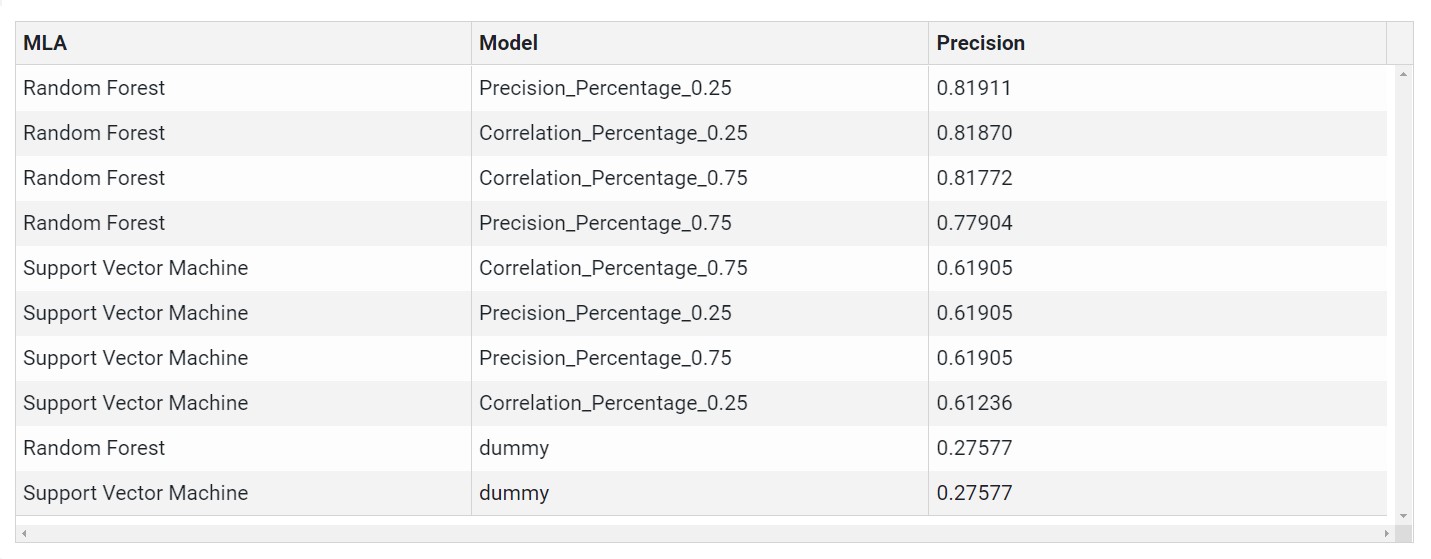 MLA Model Precision
Random Forest Precision_Percentage_0.25 0.81911
Random Forest Correlation_Percentage_0.25 0.81870
Random Forest Correlation_Percentage_0.75 0.81772
Random Forest Precision_Percentage_0.75 0.77904
Support Vector Machine Correlation_Percentage_0.75 0.61905
Support Vector Machine Precision_Percentage_0.25 0.61905
Support Vector Machine Precision_Percentage_0.75 0.61905
Support Vector Machine Correlation_Percentage_0.25 0.61236
Random Forest dummy 0.27577
Support Vector Machine dummy 0.27577